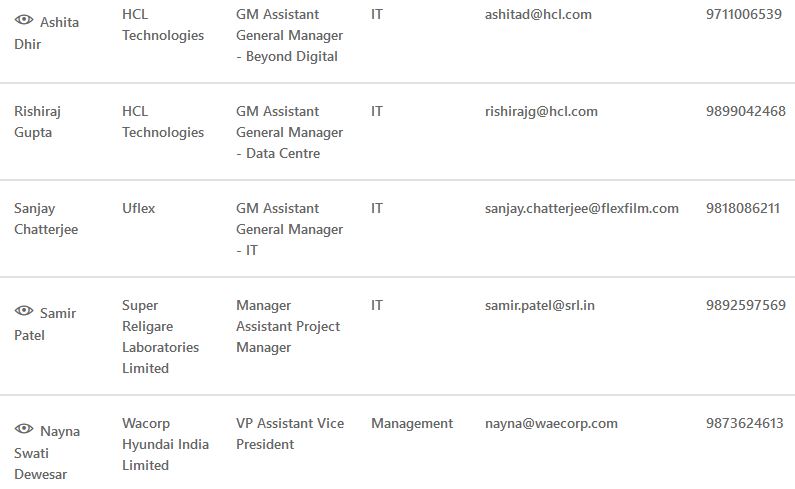 Ashita Dhir
HCL Technologies
GM Assistant General Manager - Beyond Digital
IT
ashitad@hcl.com
9711006539
Rishiraj Gupta
HCL Technologies
GM Assistant General Manager - Data Centre
IT
rishirajg@hcl.com
9899042468
Sanjay Chatterjee
Uflex
GM Assistant General Manager - IT
IT
sanjay.chatterjee@flexfilm.com
9818086211
Samir Patel
Super Religare Laboratories Limited
Manager Assistant Project Manager
IT
samir.patel@srl.in
9892597569
Nayna Swati Dewesar
Wacorp Hyundai India Limited
VP Assistant Vice President
Management
nayna@waecorp.com
9873624613